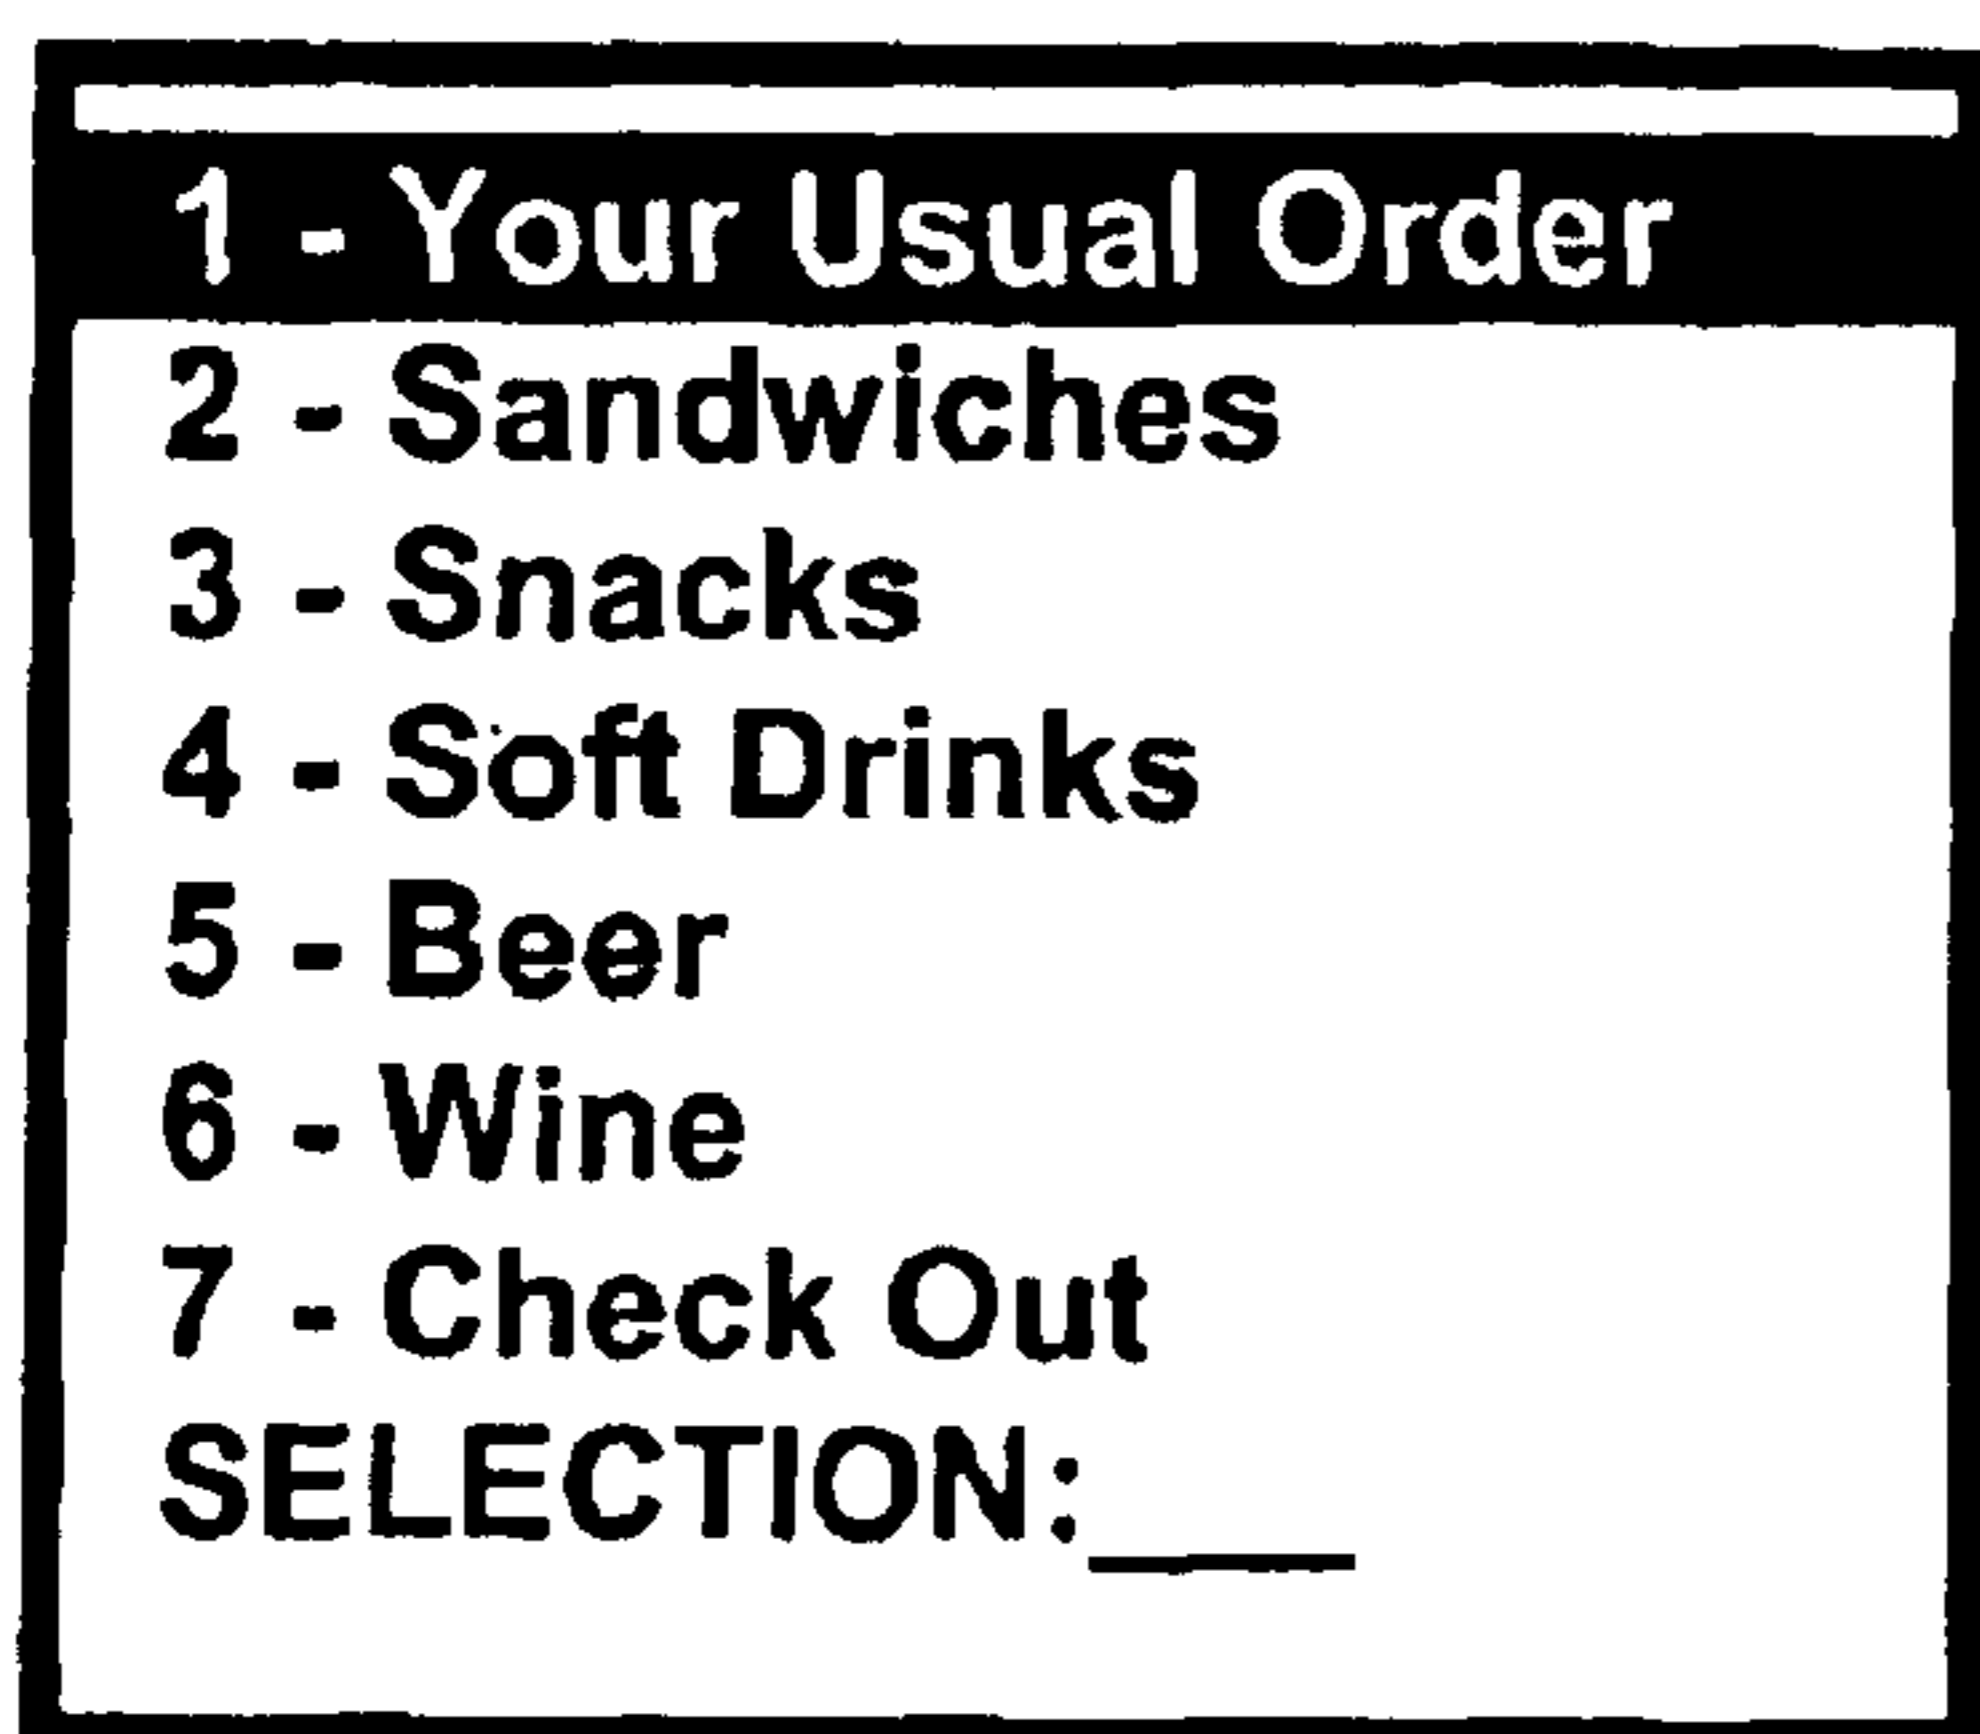 1 - Your Usual Order
2 - Sandwiches
3 - Snacks
4 - Soft Drinks
5 - Beer
6 - Wine
7 - Check Out
SELECTION:___